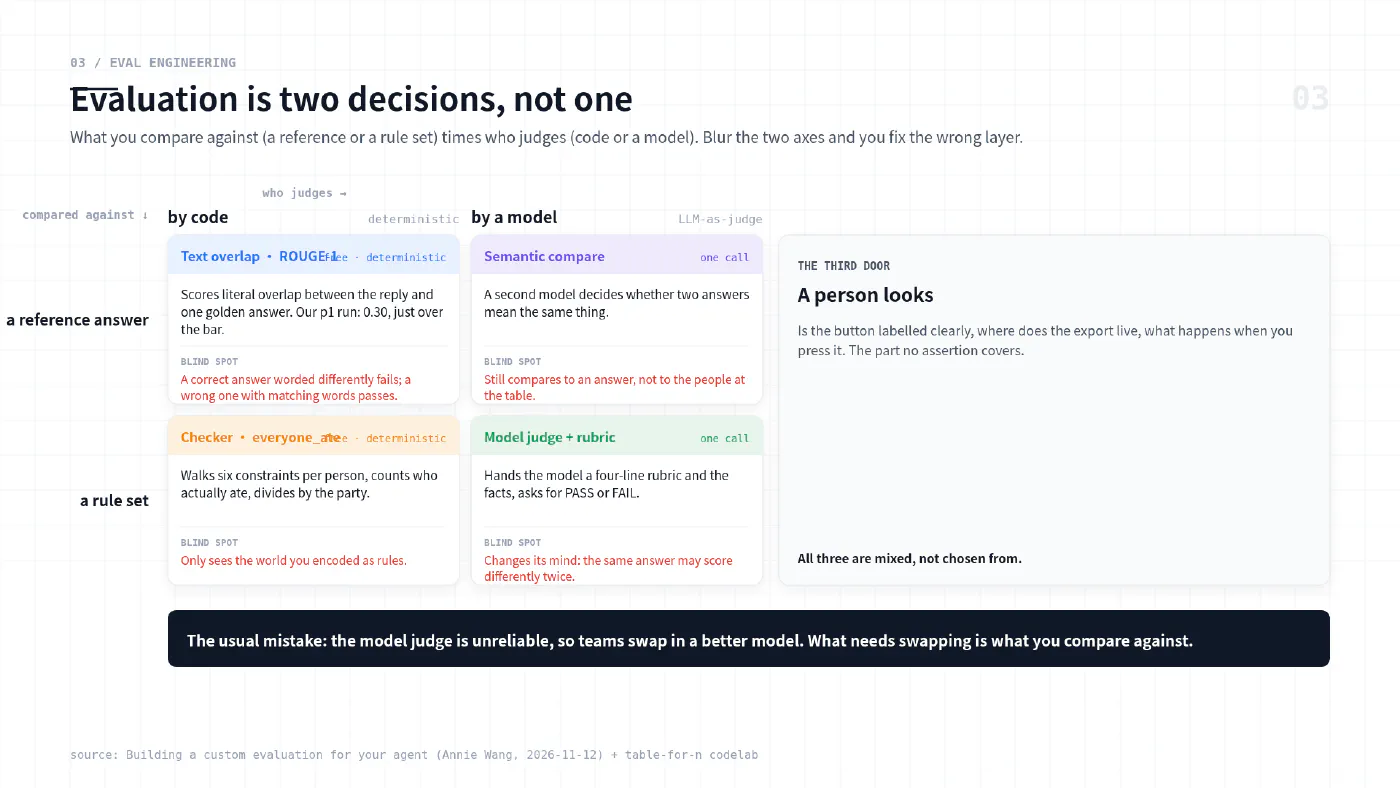 03 / EVAL ENGINEERING
Evaluation is two decisions, not one
03
What you compare against (a reference or a rule set) times who judges (code or a model). Blur the two axes and you fix the wrong layer.
who judges →
compared against ↓
by code
deterministic
by a model
LLM-as-judge
a reference answer
Text overlap · ROUGE-1
free · deterministic
Scores literal overlap between the reply and
one golden answer. Our p1 run: 0.30, just over
the bar.
BLIND SPOT
A correct answer worded differently fails; a
wrong one with matching words passes.
Semantic compare
one call
A second model decides whether two answers
mean the same thing.
BLIND SPOT
Still compares to an answer, not to the people at
the table.
a rule set
Checker · everyone_ate
free · deterministic
Walks six constraints per person, counts who
actually ate, divides by the party.
BLIND SPOT
Only sees the world you encoded as rules.
Model judge + rubric
one call
Hands the model a four-line rubric and the
facts, asks for PASS or FAIL.
BLIND SPOT
Changes its mind: the same answer may score
differently twice.
THE THIRD DOOR
A person looks
Is the button labelled clearly, where does the export live, what happens when you
press it. The part no assertion covers.
All three are mixed, not chosen from.
The usual mistake: the model judge is unreliable, so teams swap in a better model. What needs swapping is what you compare against.
source: Building a custom evaluation for your agent (Annie Wang, 2026-11-12) + table-for-n codelab